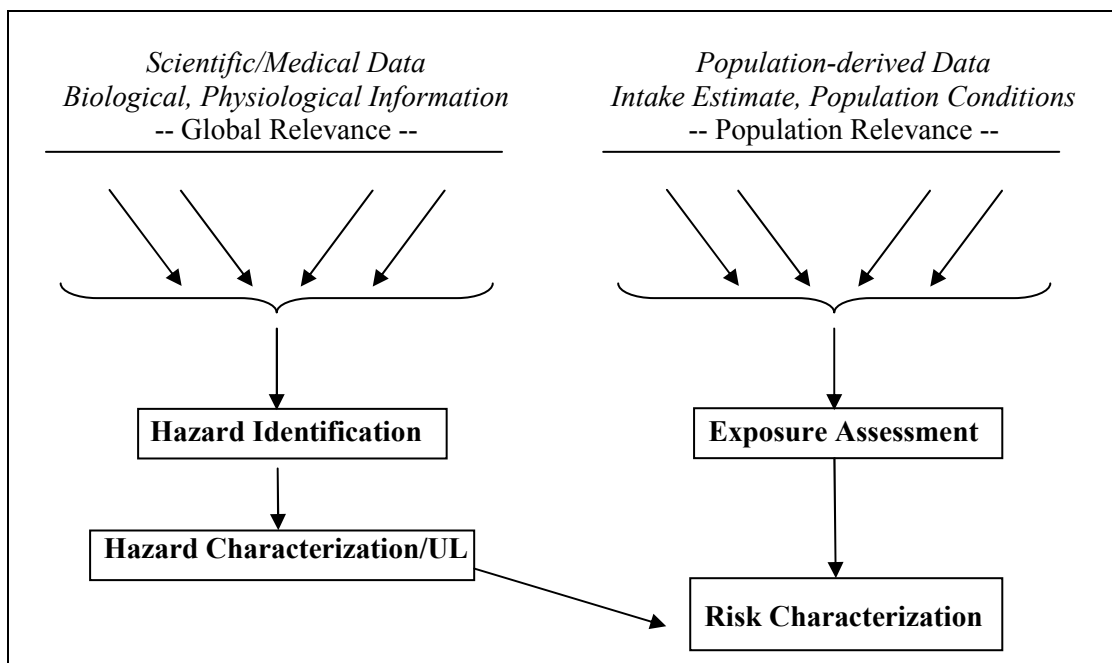 Scientific/Medical Data
Biological, Physiological Information
-- Global Relevance --
Population-derived Data
Intake Estimate, Population Conditions
-- Population Relevance --
Hazard Identification
Exposure Assessment
Hazard Characterization/UL
Risk Characterization